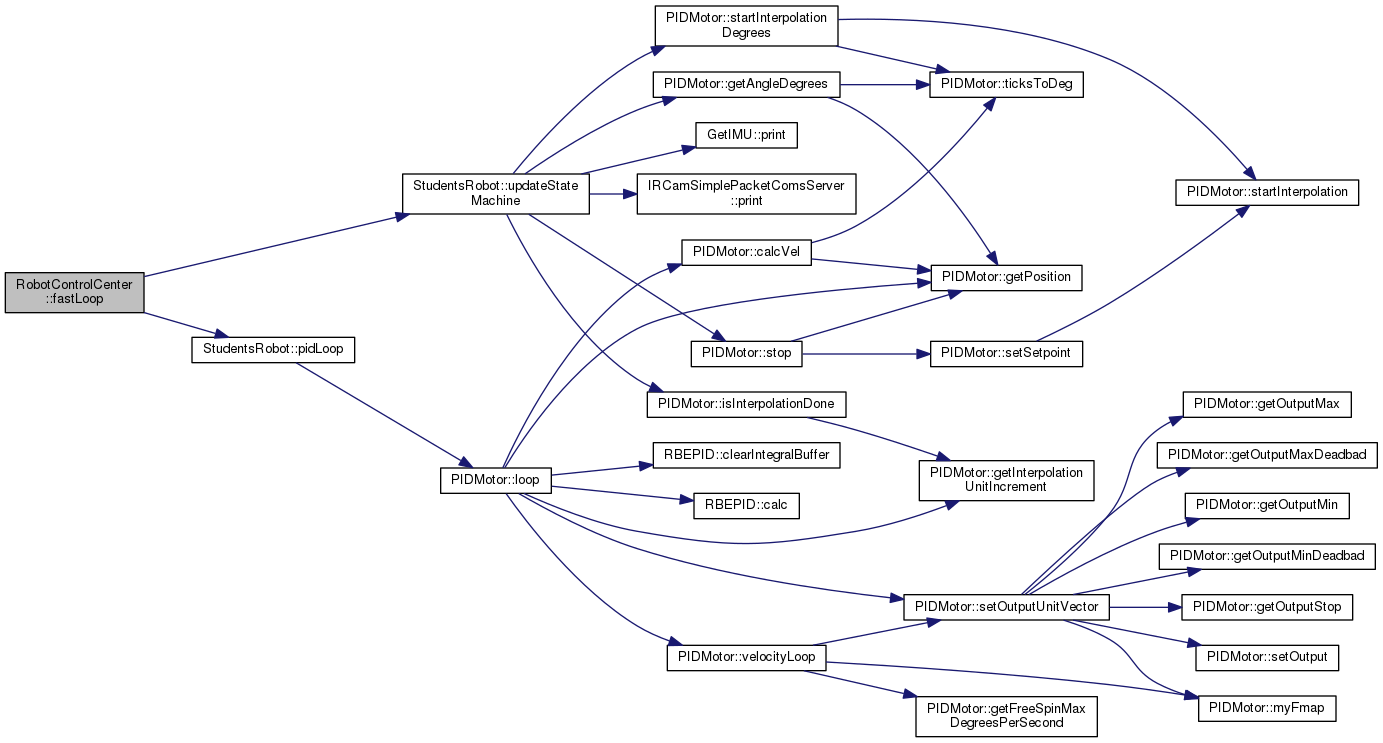 RobotControlCenter
::fastLoop
StudentsRobot::updateState
Machine
StudentsRobot::pidLoop
PIDMotor::loop
PIDMotor::startInterpolation
Degrees
PIDMotor::getAngleDegrees
GetIMU::print
IRCamSimplePacketComsServer
::print
PIDMotor::calcVel
PIDMotor::stop
PIDMotor::isInterpolationDone
RBEPID::clearIntegralBuffer
RBEPID::calc
PIDMotor::velocityLoop
PIDMotor::ticksToDeg
PIDMotor::getPosition
PIDMotor::setSetpoint
PIDMotor::getInterpolation
UnitIncrement
PIDMotor::setOutputUnitVector
PIDMotor::getFreeSpinMax
DegreesPerSecond
PIDMotor::startInterpolation
PIDMotor::getOutputMax
PIDMotor::getOutputMaxDeadbad
PIDMotor::getOutputMin
PIDMotor::getOutputMinDeadbad
PIDMotor::getOutputStop
PIDMotor::setOutput
PIDMotor::myFmap